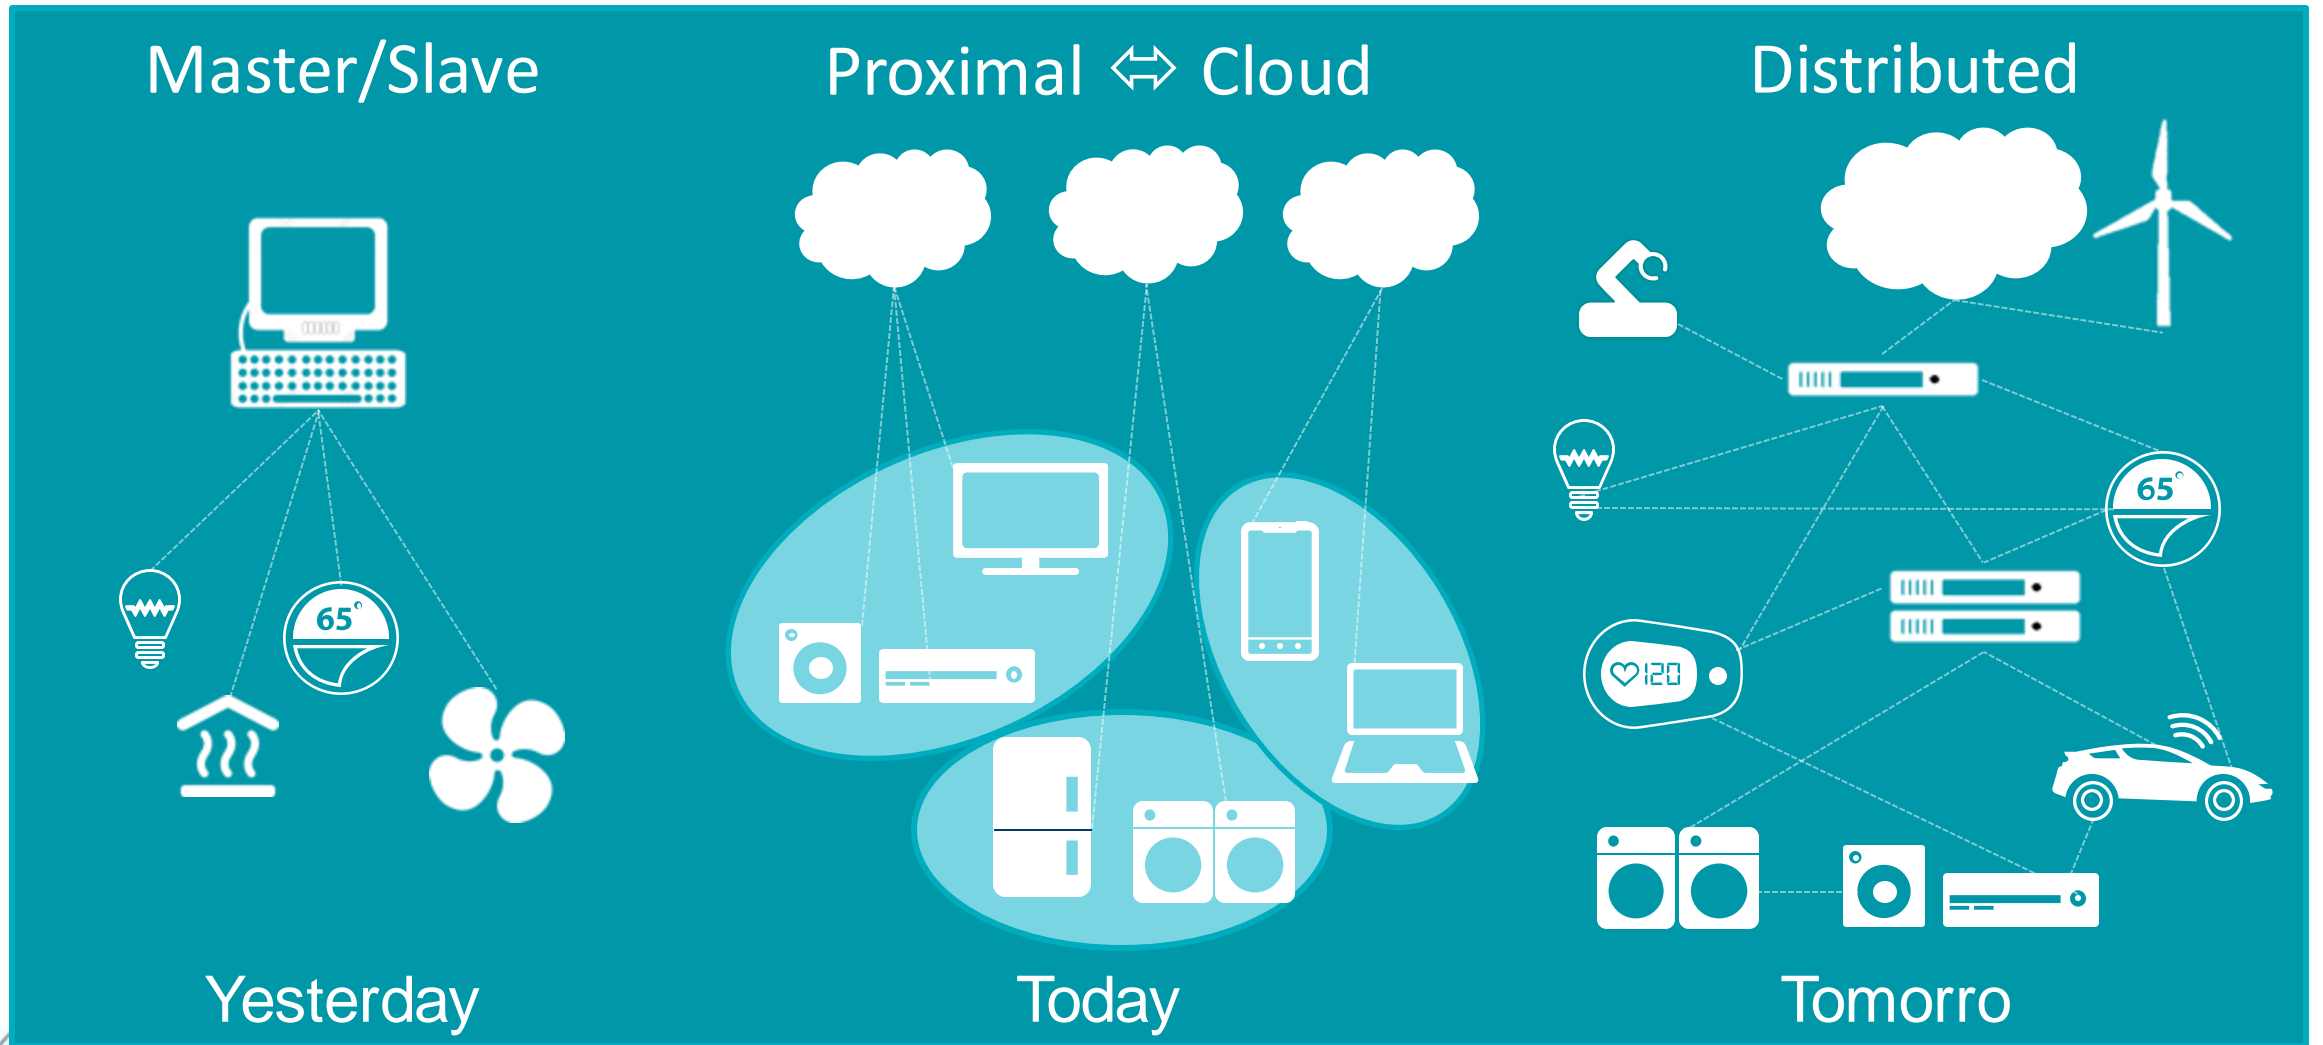 Master/Slave
Proximal ⬄ Cloud
Distributed
65°
65°
120
Yesterday
Today
Tomorro